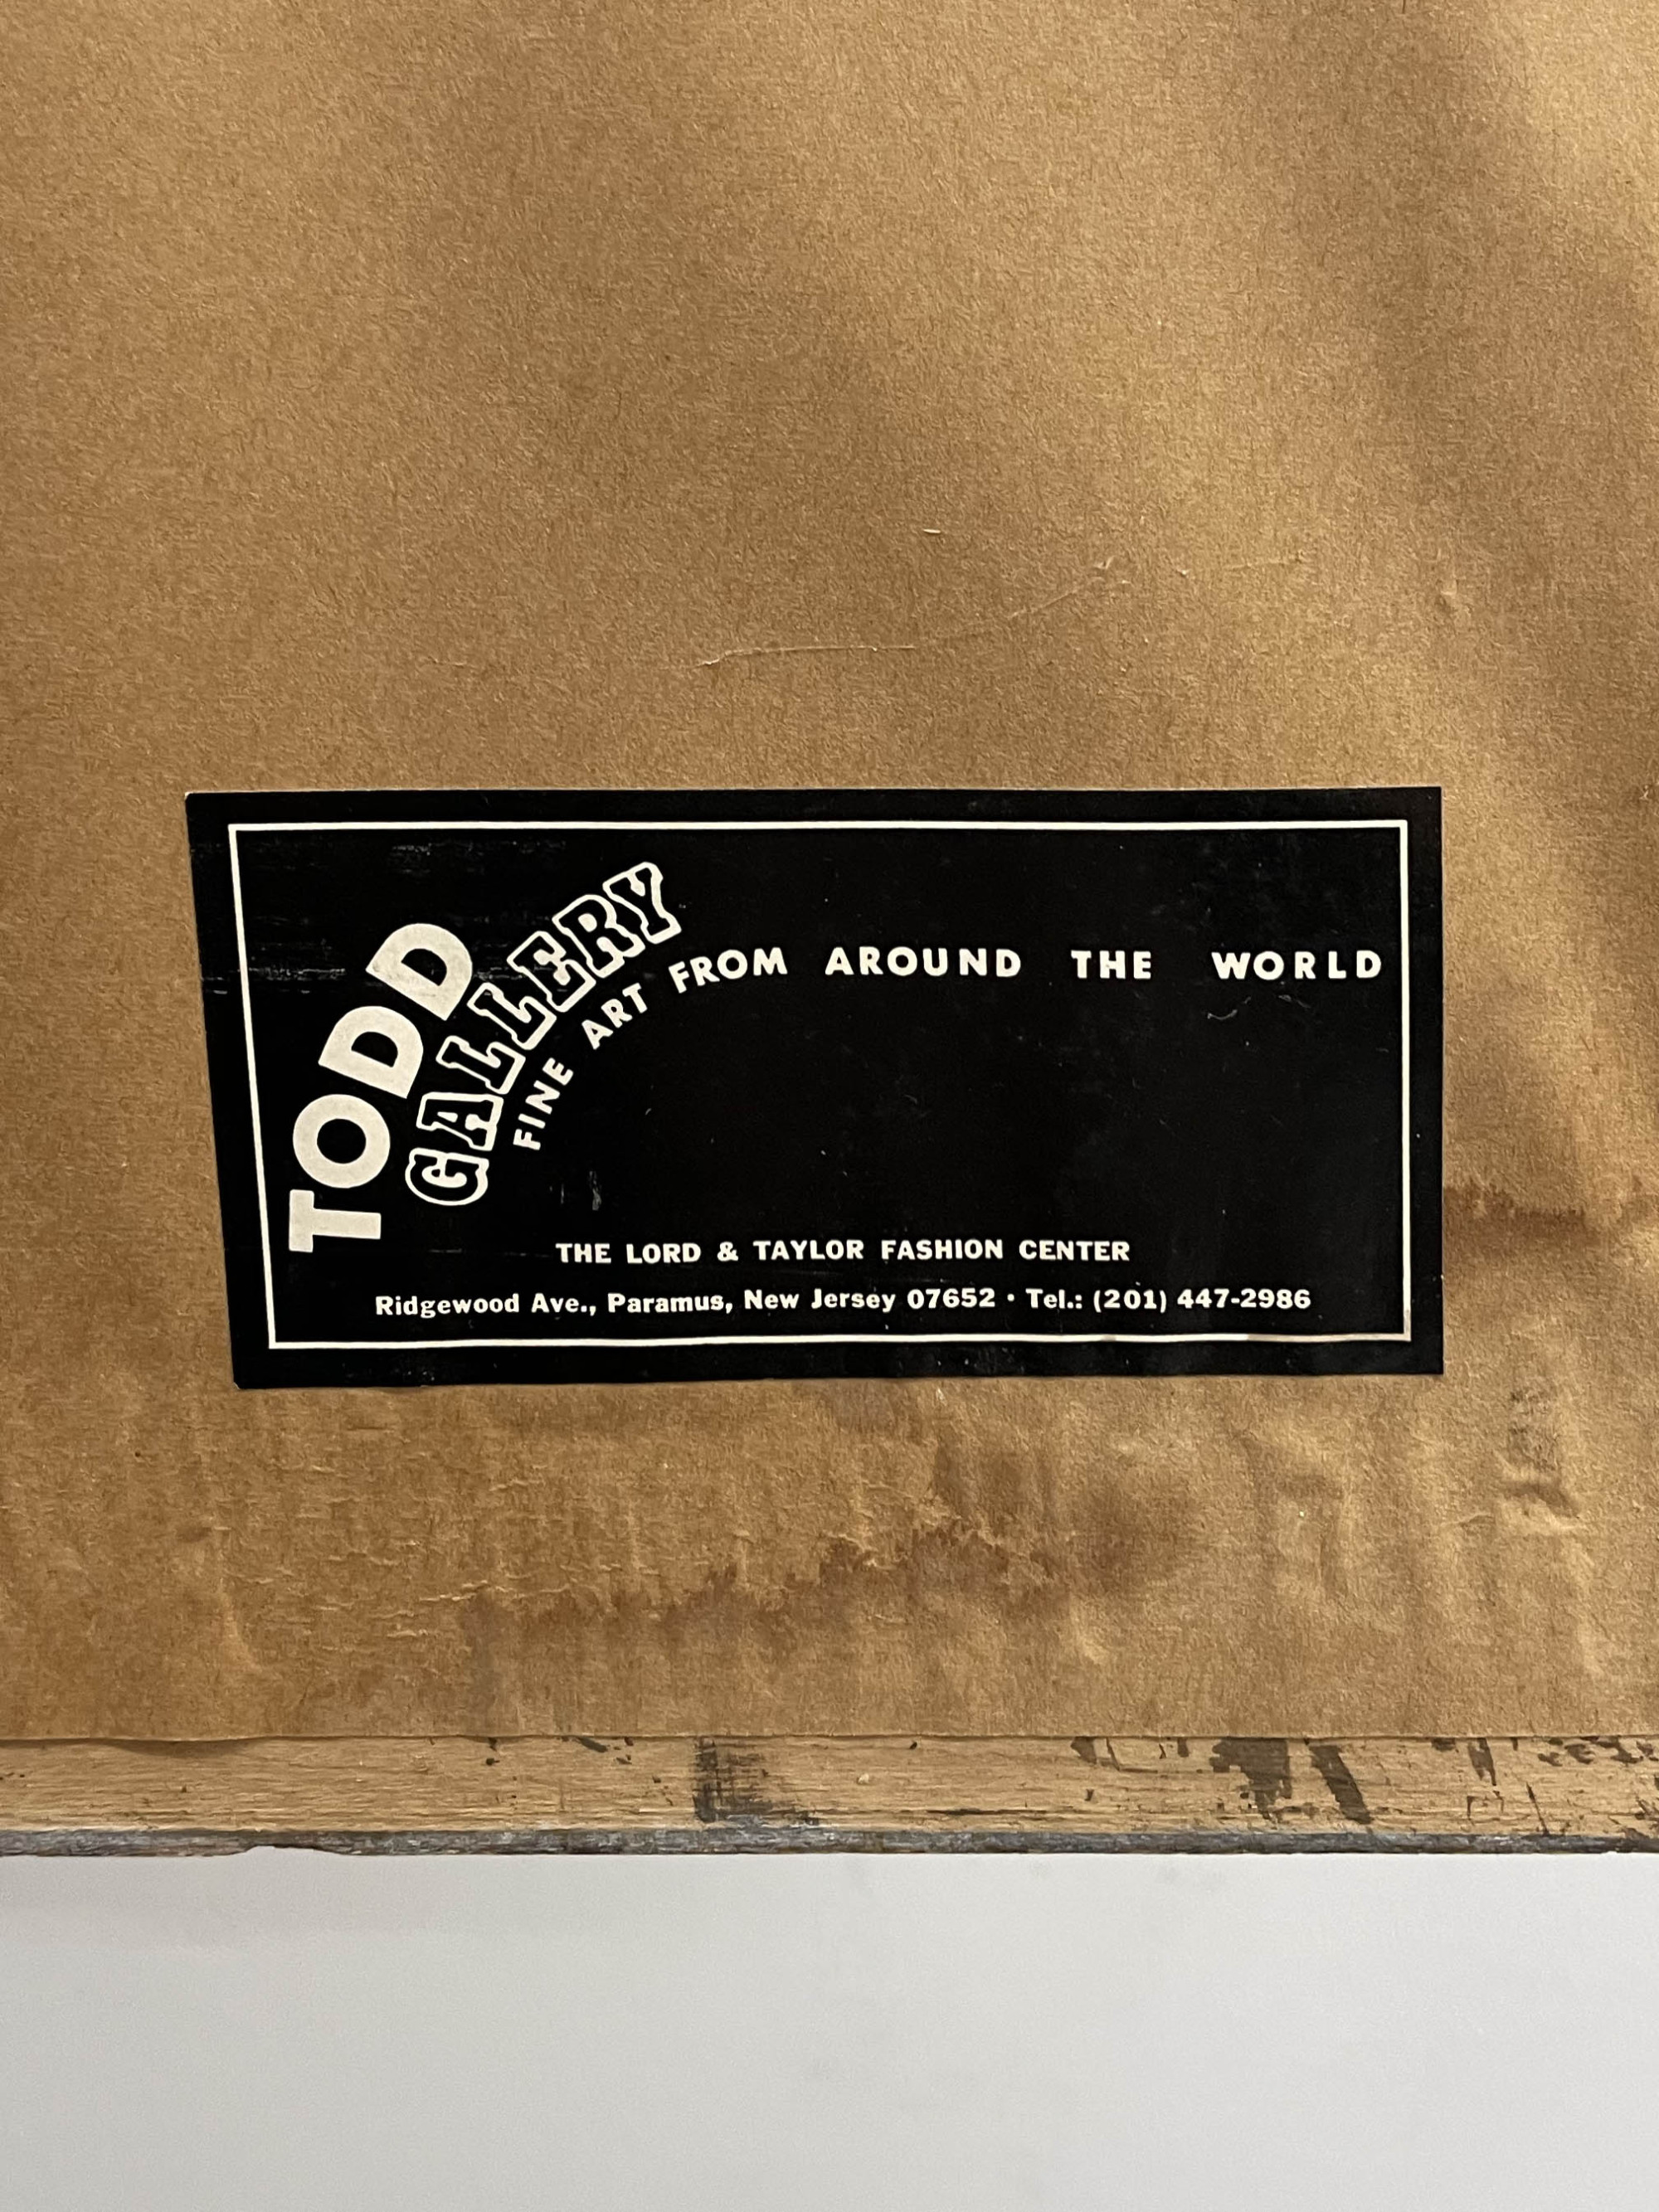 TODD
GALLERY
FINE ART FROM AROUND THE WORLD
THE LORD & TAYLOR FASHION CENTER
Ridgewood Ave., Paramus, New Jersey 07652 • Tel.: (201) 447-2986